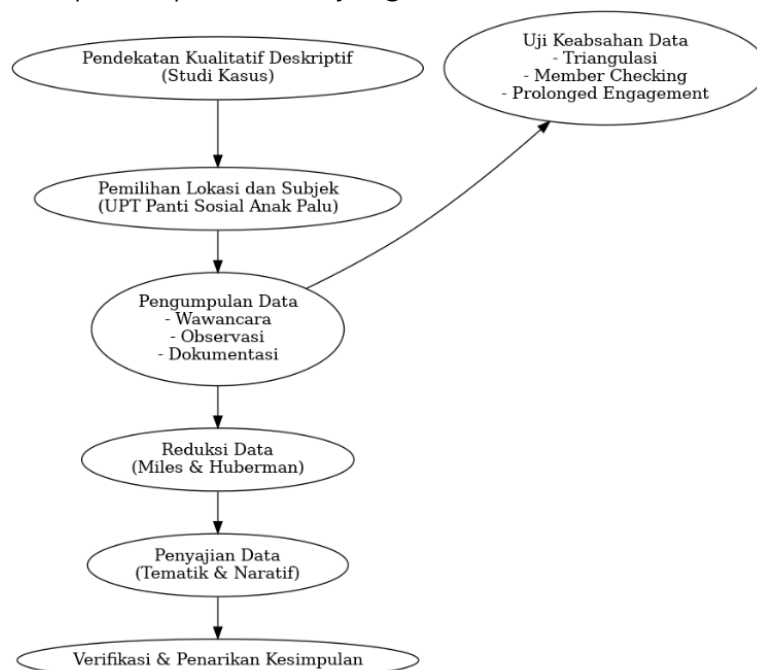 Pendekatan Kualitatif Deskriptif
(Studi Kasus)
Uji Keabsahan Data
- Triangulasi
- Member Checking
- Prolonged Engagement
Pemilihan Lokasi dan Subjek
(UPT Panti Sosial Anak Palu)
Pengumpulan Data
- Wawancara
- Observasi
- Dokumentasi
Reduksi Data
(Miles & Huberman)
Penyajian Data
(Tematik & Naratif)
Verifikasi & Penarikan Kesimpulan